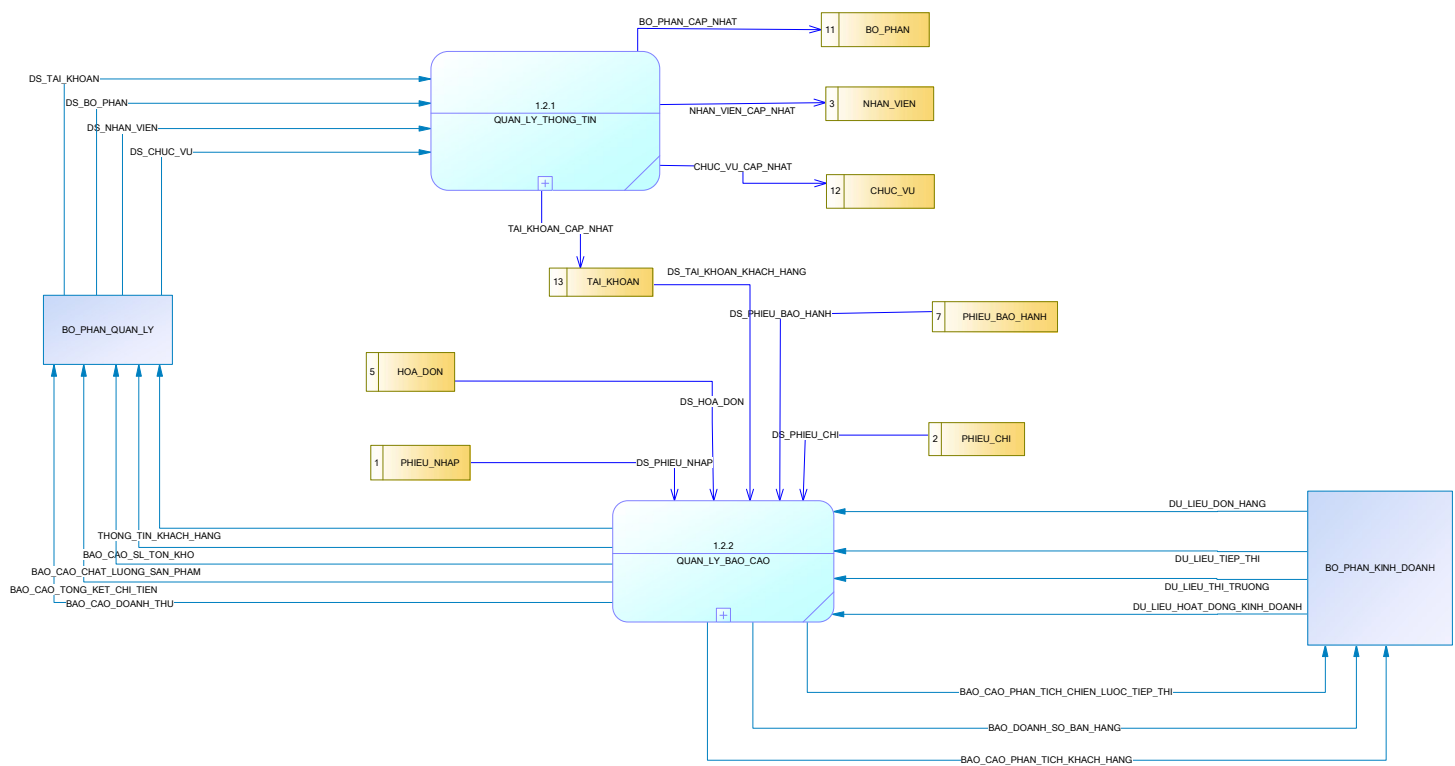 BO_PHAN_CAP_NHAT
11 BO_PHAN
DS_TAI_KHOAN
DS_BO_PHAN
DS_NHAN_VIEN
DS_CHUC_VU
1.2.1
QUAN_LY_THONG_TIN
NHAN_VIEN_CAP_NHAT
3 NHAN_VIEN
CHUC_VU_CAP_NHAT
12 CHUC_VU
TAI_KHOAN_CAP_NHAT
13 TAI_KHOAN
DS_TAI_KHOAN_KHACH_HANG
DS_PHIEU_BAO_HANH
7 PHIEU_BAO_HANH
BO_PHAN_QUAN_LY
5 HOA_DON
DS_HOA_DON
DS_PHIEU_CHI
2 PHIEU_CHI
1 PHIEU_NHAP
DS_PHIEU_NHAP
1.2.2
QUAN_LY_BAO_CAO
THONG_TIN_KHACH_HANG
BAO_CAO_SL_TON_KHO
BAO_CAO_CHAT_LUONG_SAN_PHAM
BAO_CAO_TONG_KET_CHI_TIEN
BAO_CAO_DOANH_THU
DU_LIEU_DON_HANG
DU_LIEU_TIEP_THI
DU_LIEU_THI_TRUONG
DU_LIEU_HOAT_DONG_KINH_DOANH
BO_PHAN_KINH_DOANH
BAO_CAO_PHAN_TICH_CHIEN_LUOC_TIEP_THI
BAO_DOANH_SO_BAN_HANG
BAO_CAO_PHAN_TICH_KHACH_HANG